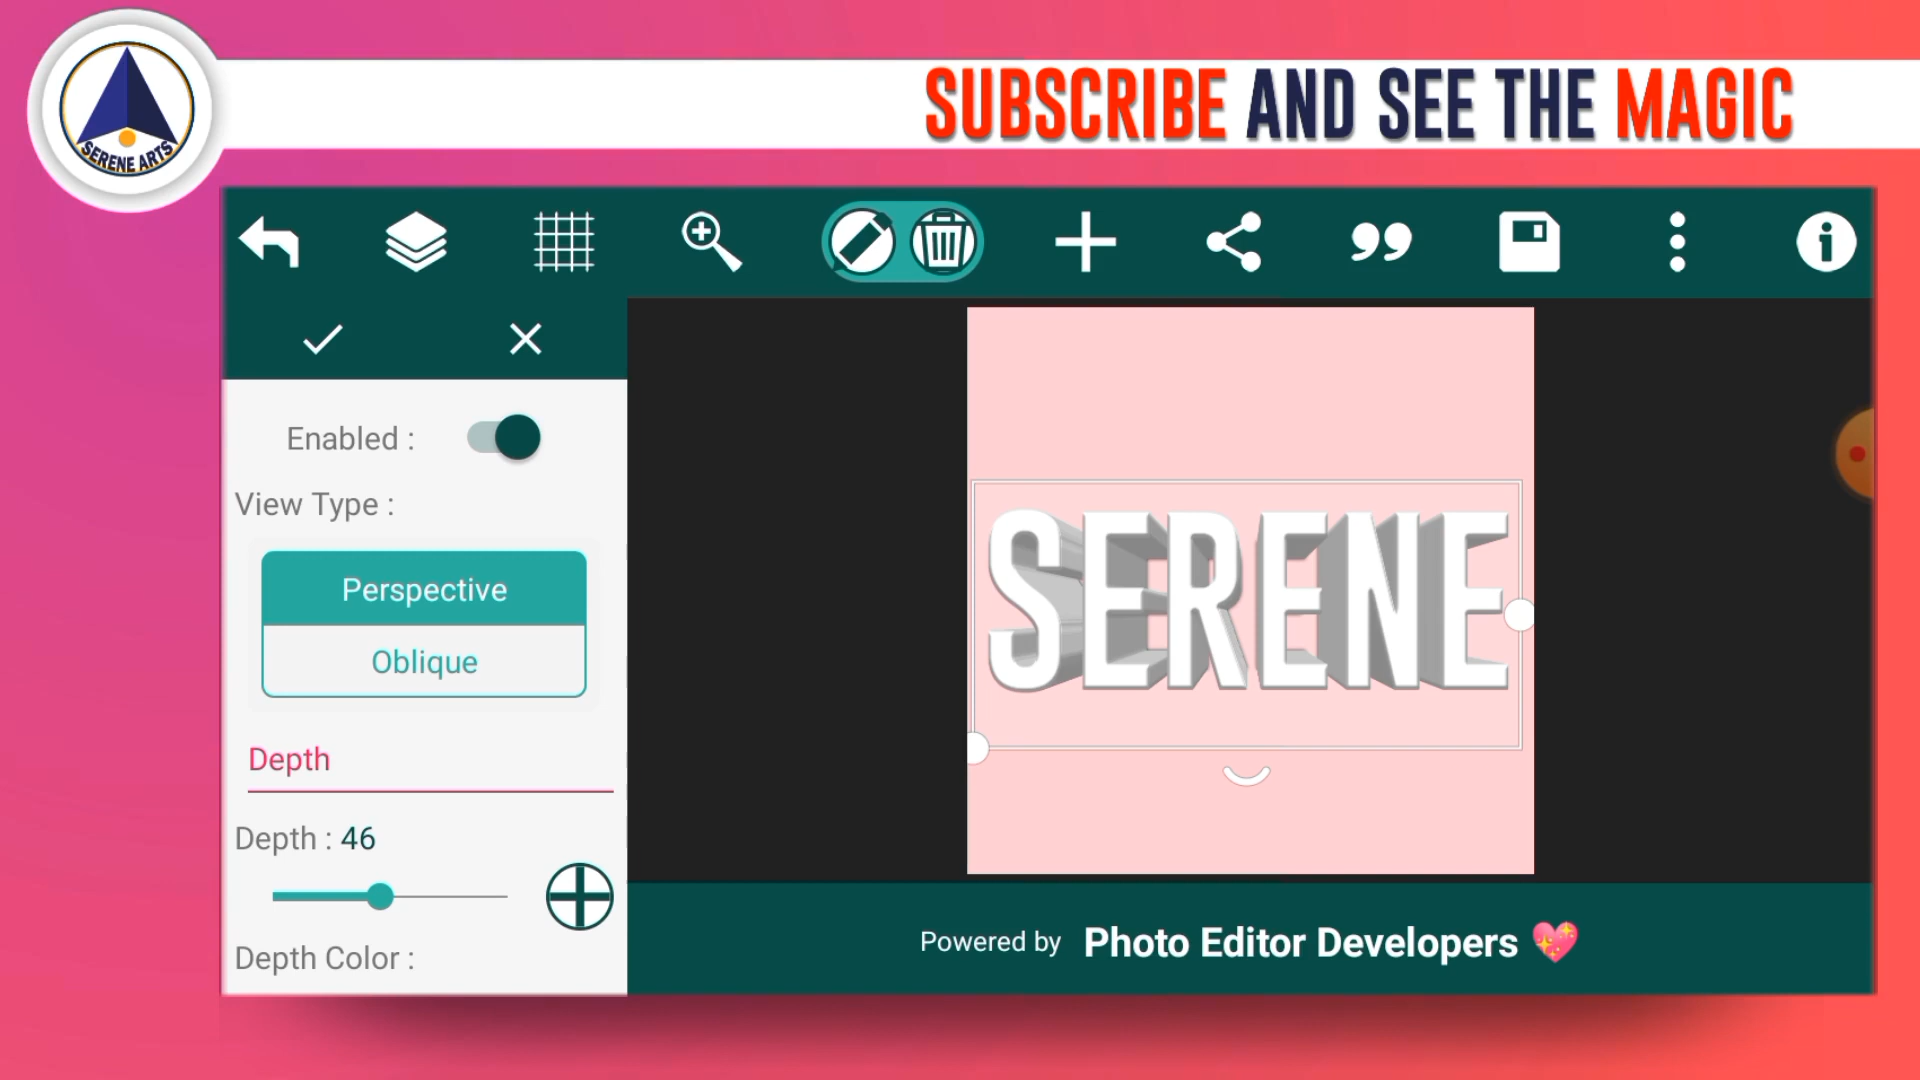 SUBSCRIBE AND SEE THE MAGIC
SERENE ARTS
Enabled :
View Type :
Perspective
Oblique
Depth
Depth : 46
Depth Color :
SERENE
Powered by Photo Editor Developers 💖